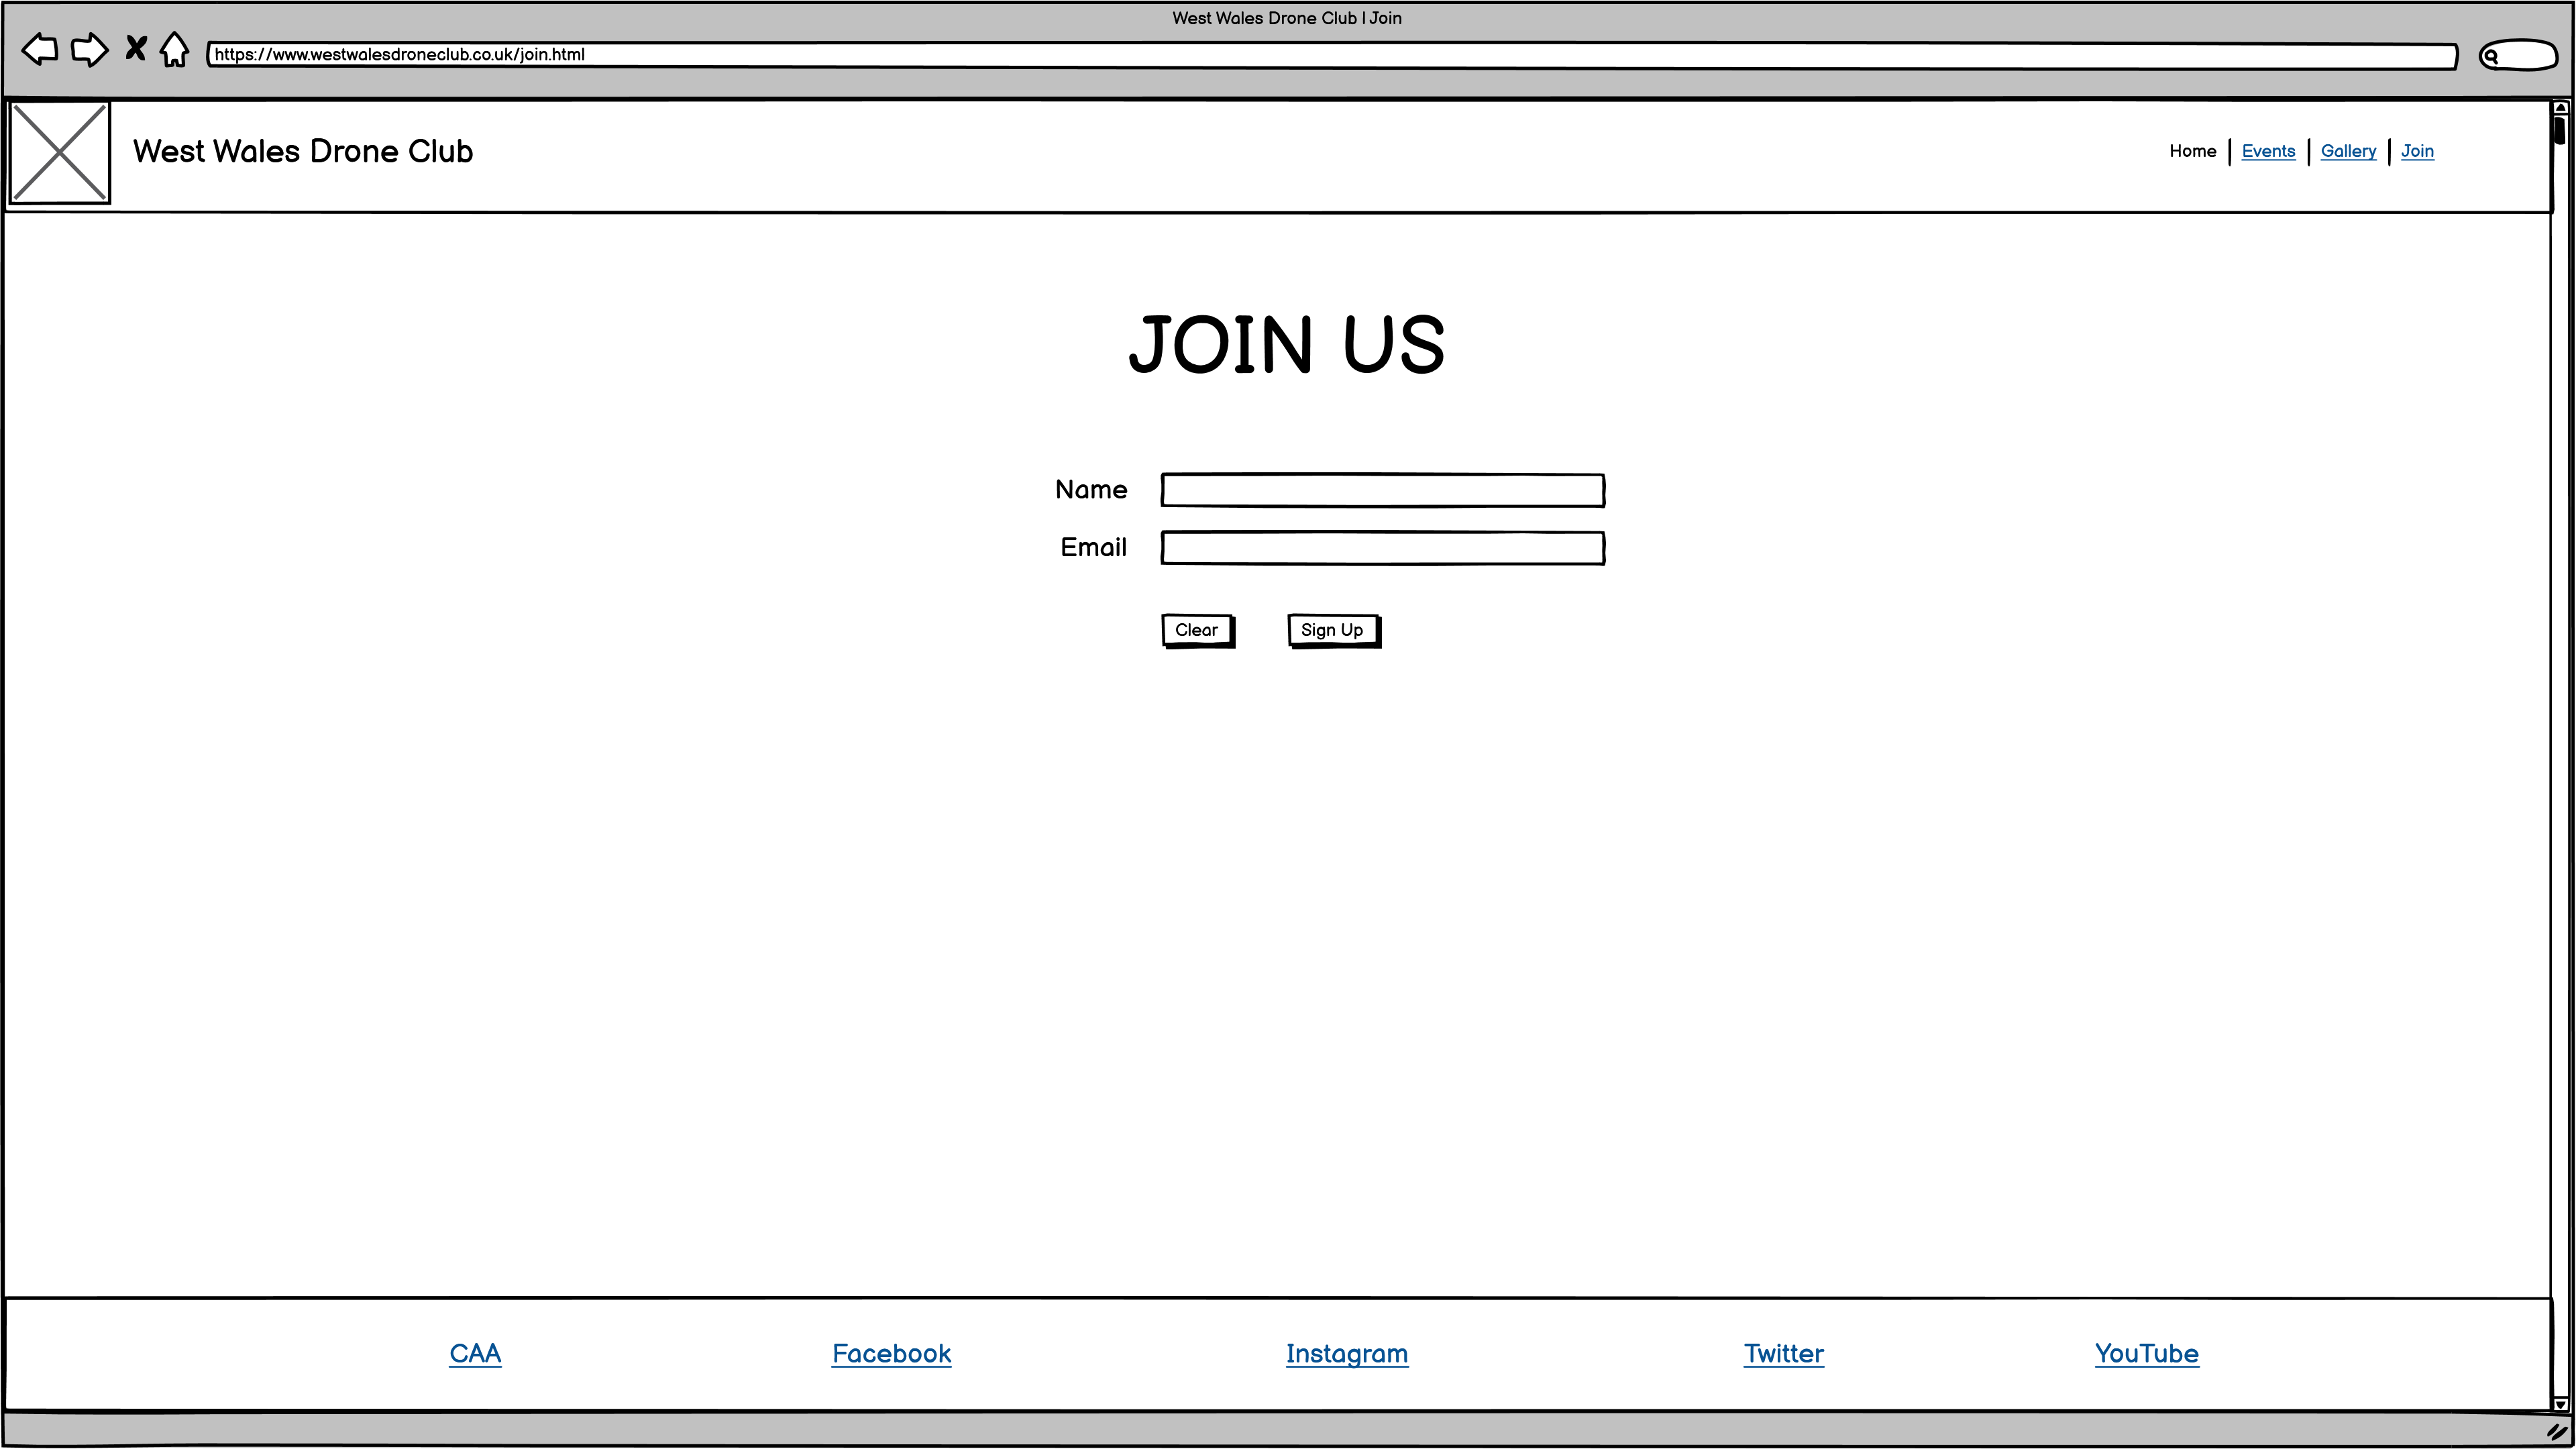 West Wales Drone Club | Join
https://www.westwalesdroneclub.co.uk/join.html
West Wales Drone Club
Home | Events | Gallery | Join
JOIN US
Name
Email
Clear Sign Up
CAA Facebook Instagram Twitter YouTube